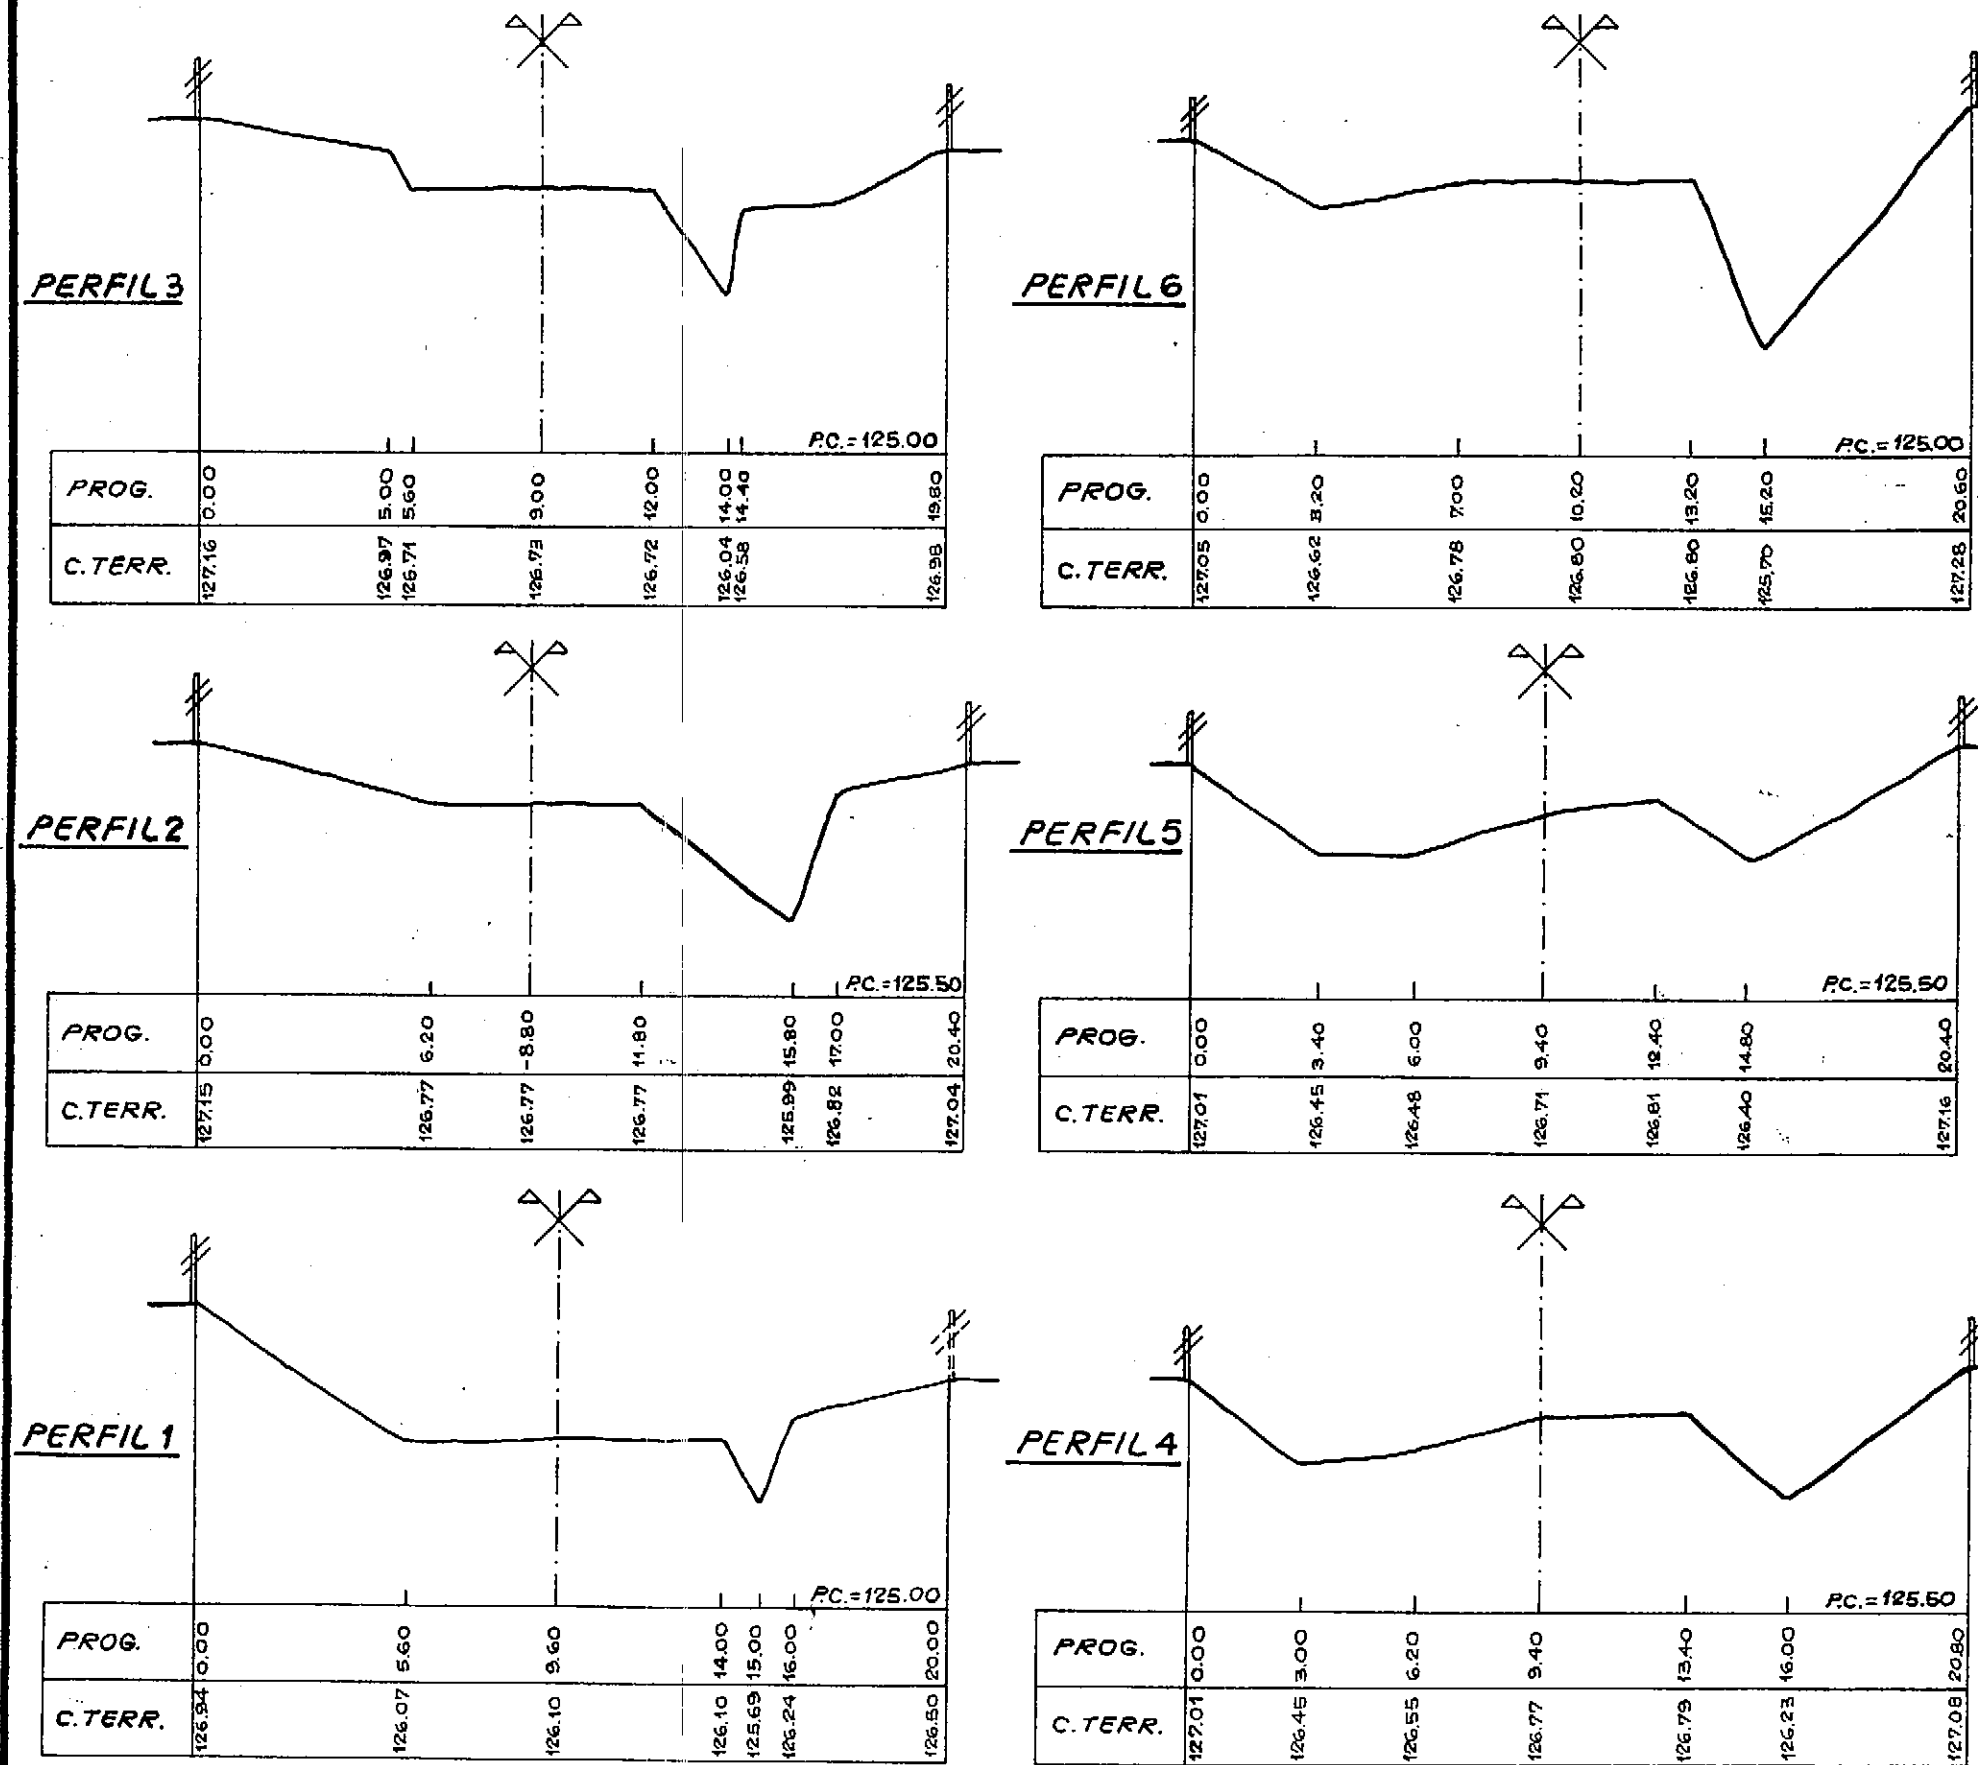 PERFIL 3
P.C.=125.00
PROG. 0.00 5.00 5.60 9.00 12.00 14.00 14.40 19.80
C.TERR. 127.16 126.97 126.71 126.73 126.72 126.04 126.58 126.98
PERFIL 6
P.C.=125.00
PROG. 0.00 3.20 7.00 10.20 13.20 15.20 20.60
C.TERR. 127.05 126.62 126.78 126.80 126.80 125.70 127.28
PERFIL 2
P.C.=125.50
PROG. 0.00 6.20 8.80 11.80 15.80 17.00 20.40
C.TERR. 127.15 126.77 126.77 126.77 125.99 126.82 127.04
PERFIL 5
P.C.=125.50
PROG. 0.00 3.40 6.00 9.40 12.40 14.80 20.40
C.TERR. 127.01 126.45 126.48 126.71 126.81 126.40 127.16
PERFIL 1
P.C.=125.00
PROG. 0.00 5.60 9.60 14.00 15.00 16.00 20.00
C.TERR. 126.94 126.07 126.10 126.10 125.69 126.24 126.50
PERFIL 4
P.C.=125.50
PROG. 0.00 3.00 6.20 9.40 13.40 16.00 20.80
C.TERR. 127.01 126.45 126.55 126.77 126.79 126.23 127.08